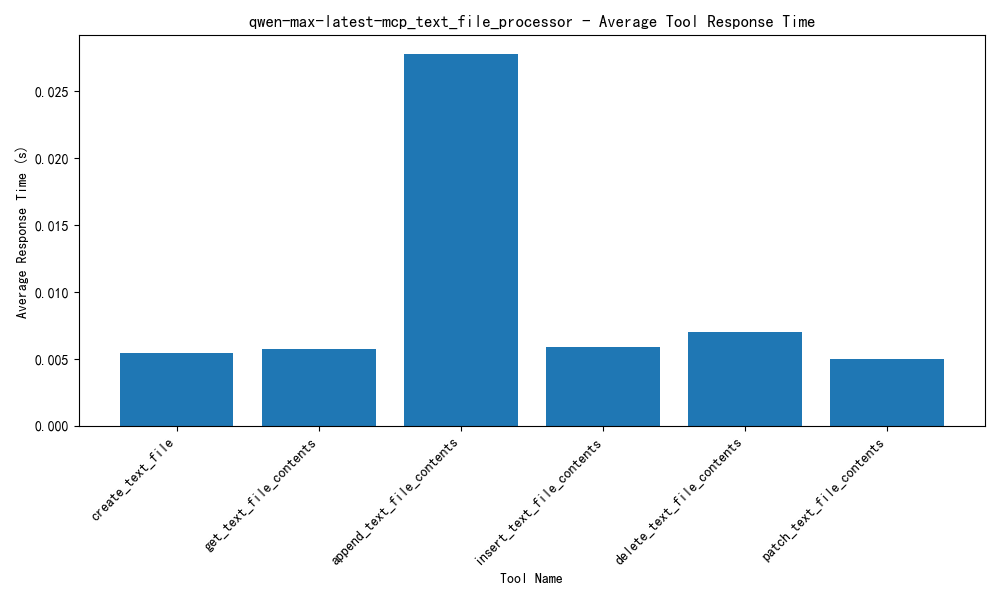 qwen-max-latest-mcp_text_file_processor - Average Tool Response Time
Average Response Time (s)
0.025
0.020
0.015
0.010
0.005
0.000
create_text_file
get_text_file_contents
append_text_file_contents
insert_text_file_contents
delete_text_file_contents
patch_text_file_contents
Tool Name